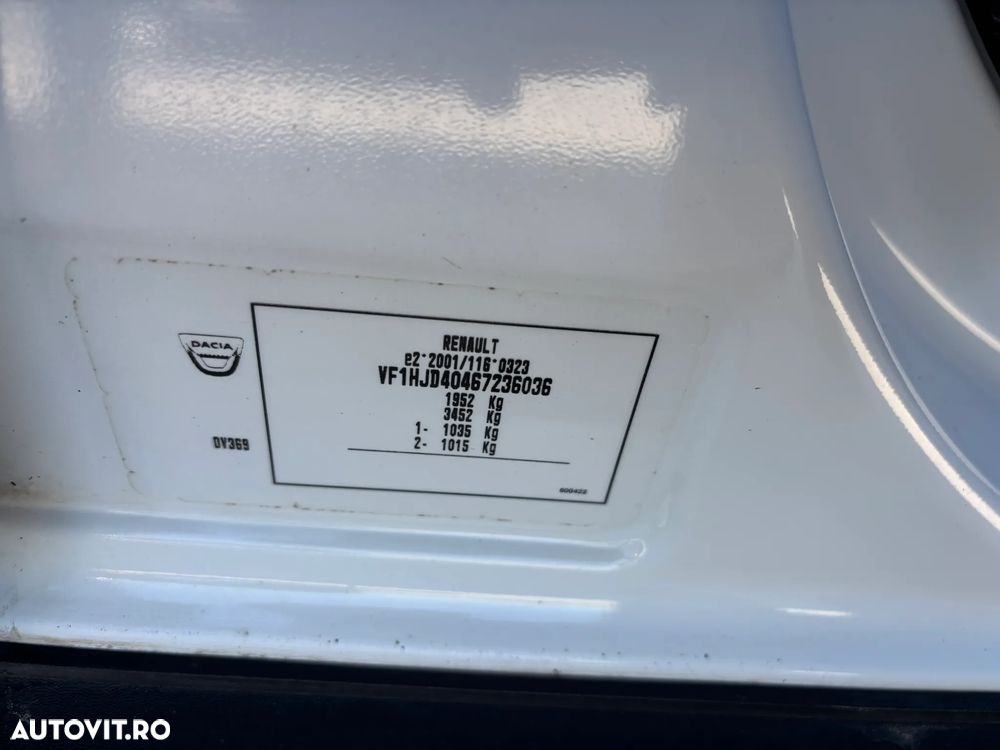 RENAULT
e2*2001/116*0323
VF1HJD40467236036
1952 Kg
3452 Kg
1- 1035 Kg
2- 1015 Kg
DACIA
DV369
600422
AUTOVIT.RO